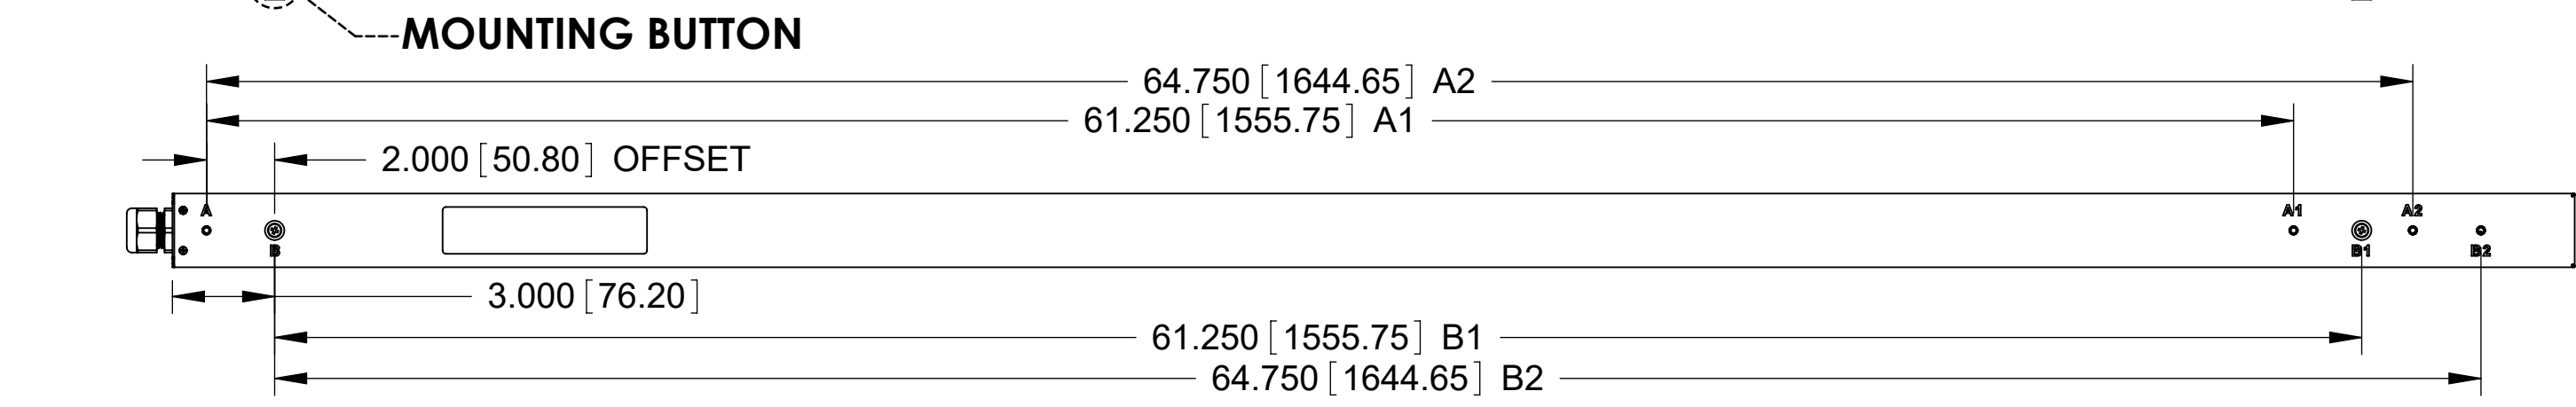 MOUNTING BUTTON
64.750 [1644.65] A2
61.250 [1555.75] A1
2.000 [50.80] OFFSET
A A1 A2
B B1 B2
3.000 [76.20]
61.250 [1555.75] B1
64.750 [1644.65] B2